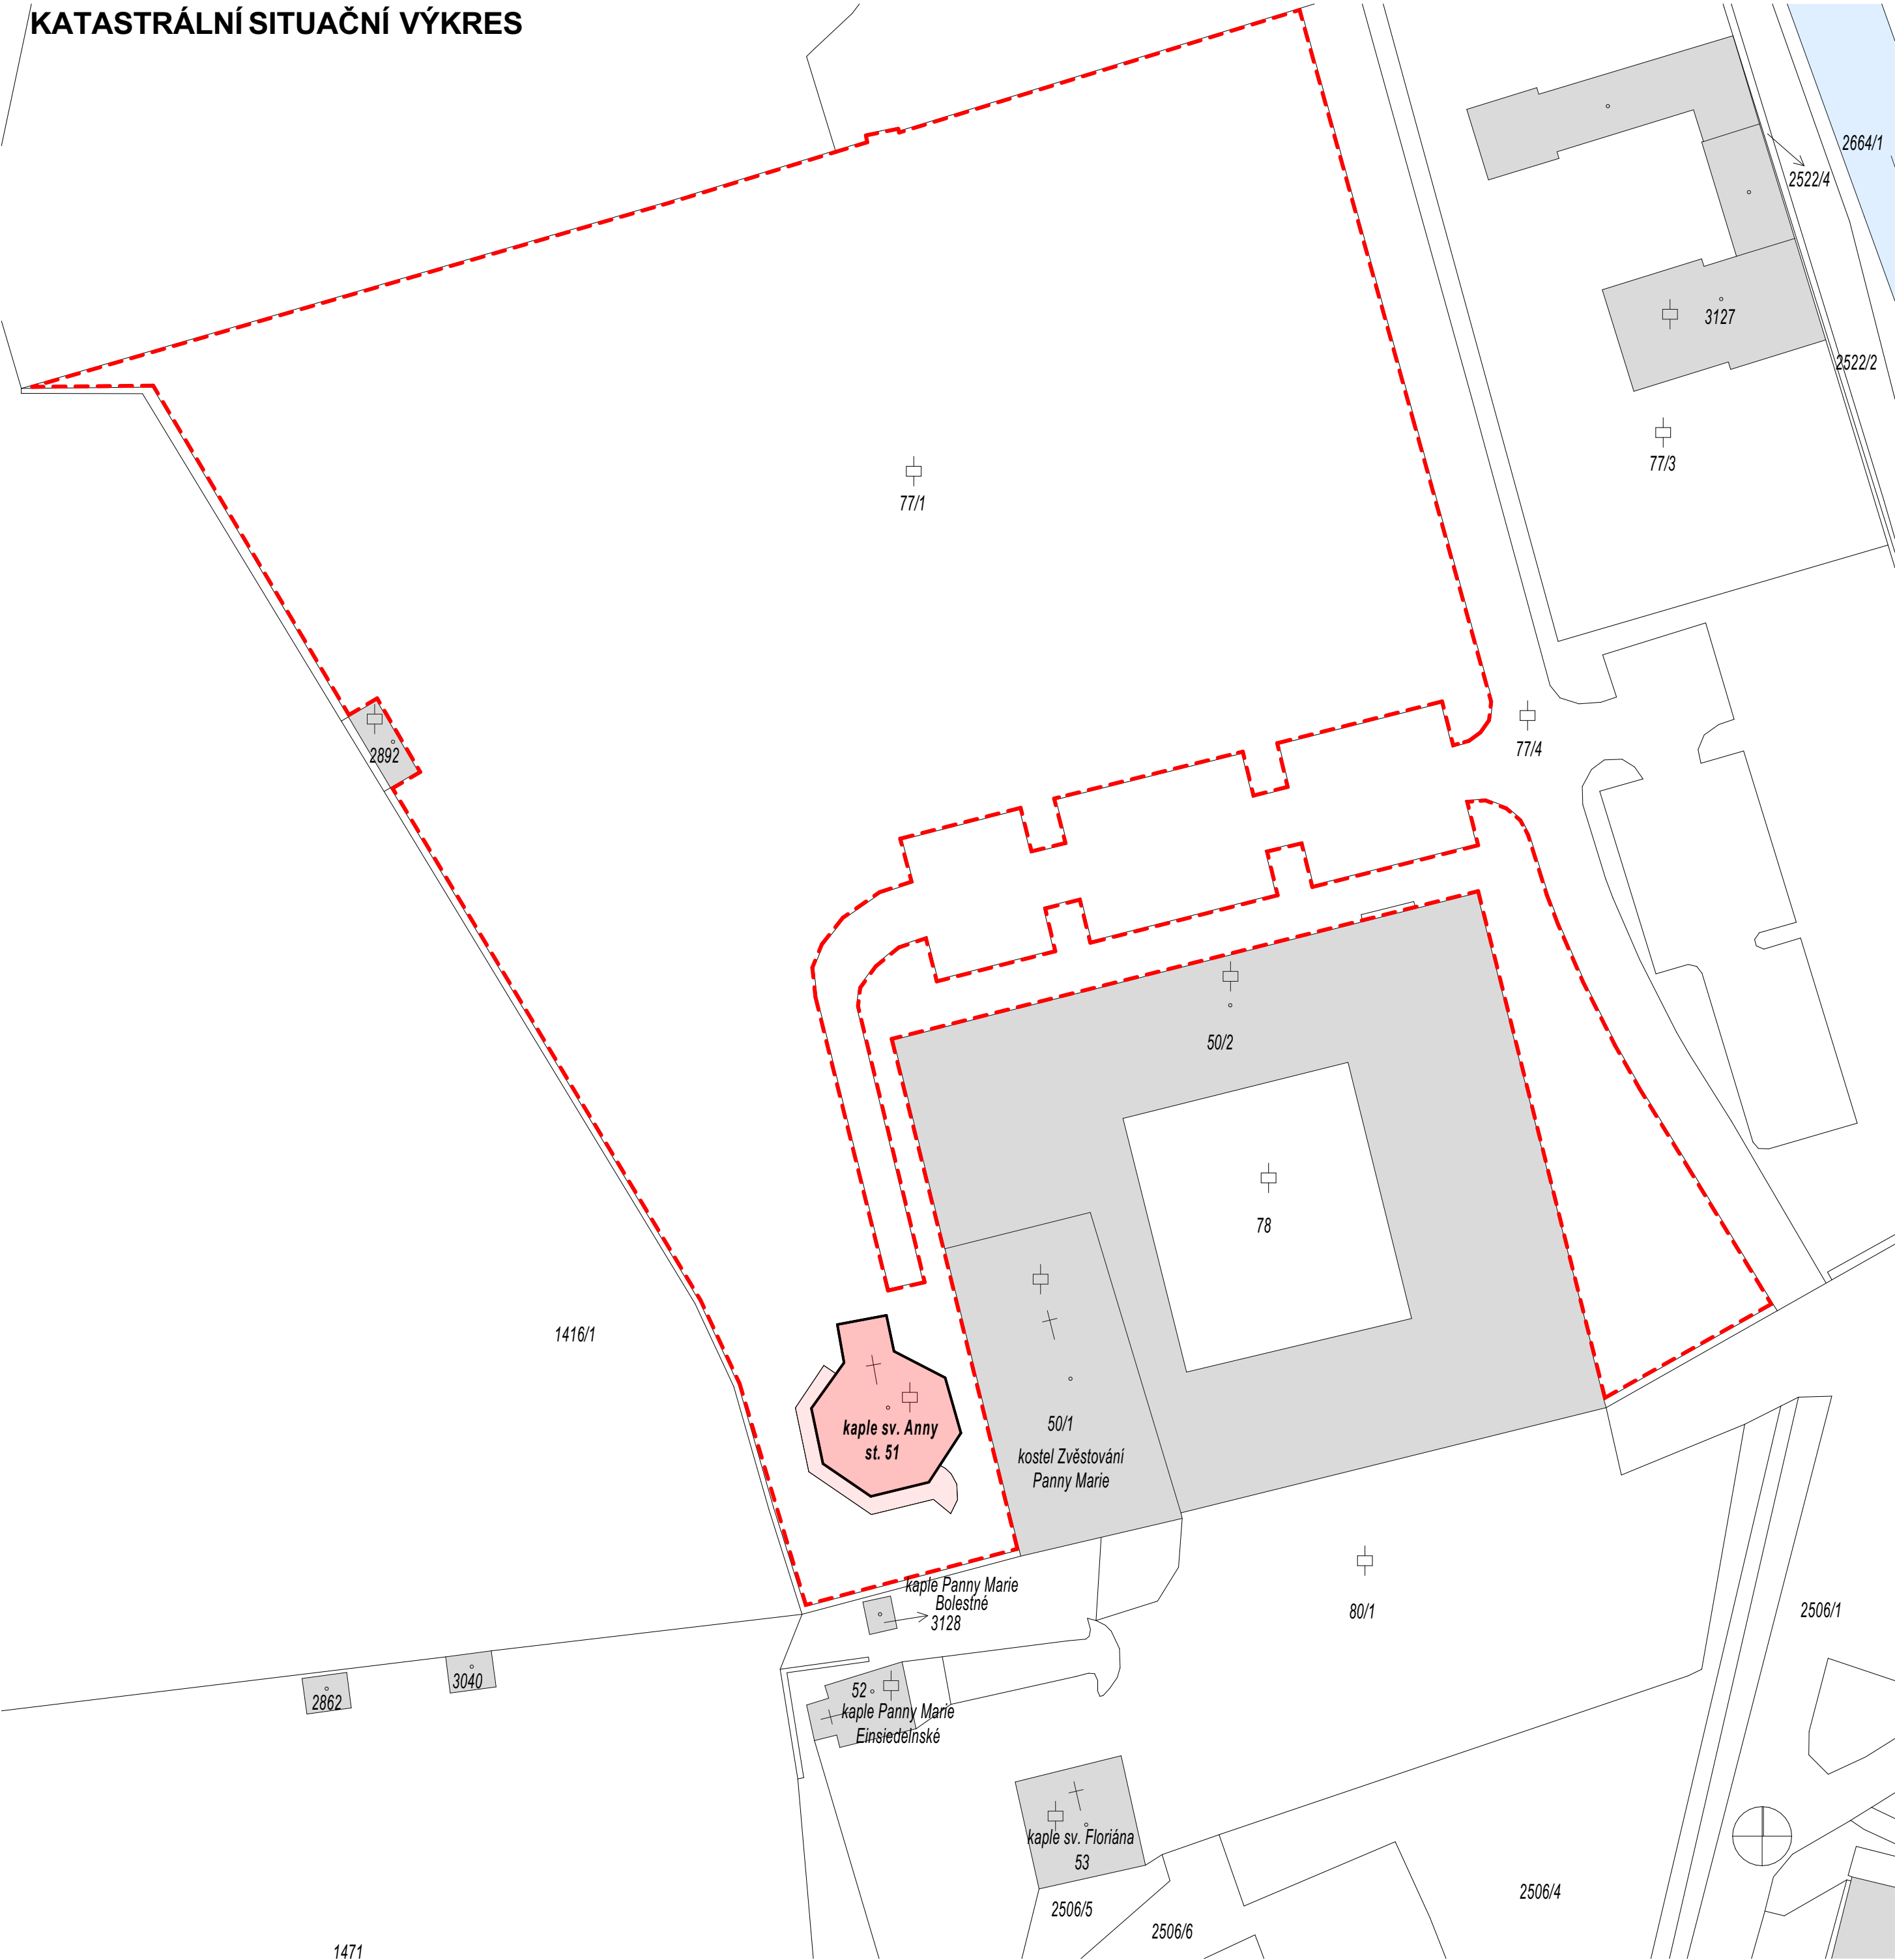 KATASTRÁLNÍ SITUAČNÍ VÝKRES
2664/1
2522/4
3127
2522/2
77/3
77/1
77/4
2892
50/2
78
1416/1
50/1
kaple sv. Anny
st. 51
kostel Zvěstování
Panny Marie
kaple Panny Marie
Bolestné
3128
80/1
2506/1
3040
2862
52
kaple Panny Marie
Einsiedelnské
kaple sv. Floriána
53
2506/4
2506/5
2506/6
1471